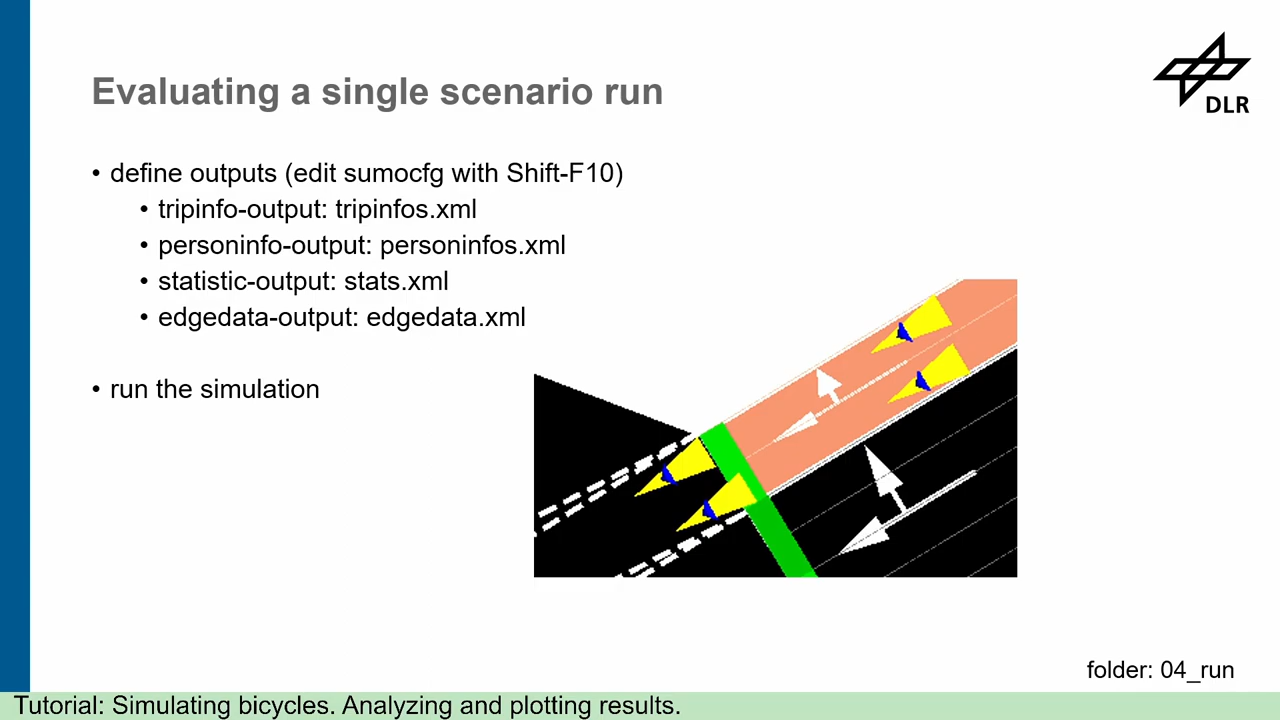 Evaluating a single scenario run
DLR
• define outputs (edit sumocfg with Shift-F10)
• tripinfo-output: tripinfos.xml
• personinfo-output: personinfos.xml
• statistic-output: stats.xml
• edgedata-output: edgedata.xml
• run the simulation
folder: 04_run
Tutorial: Simulating bicycles. Analyzing and plotting results.